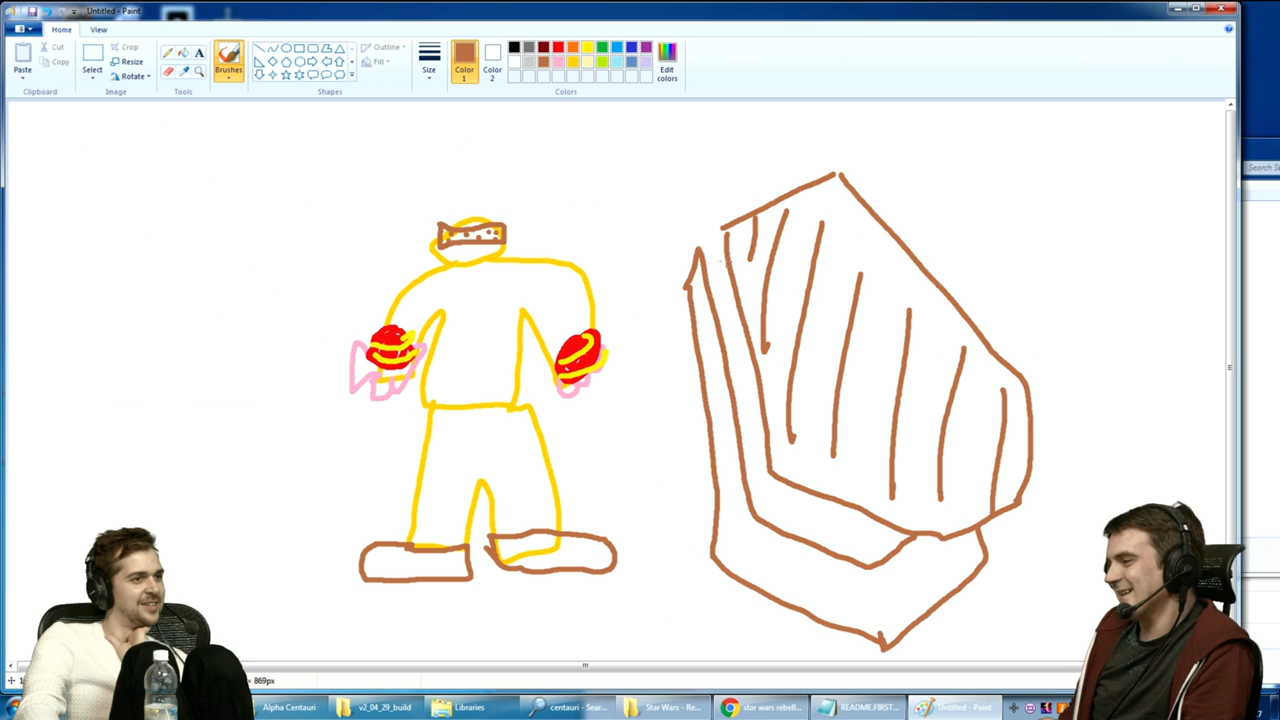 Untitled - Paint
Home View
Cut
Copy
Paste
Clipboard
Select
Crop
Resize
Rotate
Image
A
Tools
Brushes
Outline
Fill
Shapes
Size
Color 1
Color 2
Edit colors
Colors
Search S
869px
Alpha Centauri
v2_04_29_build
Libraries
centauri - Sear...
Star Wars - Re...
star wars rebell...
README.FIRST...
Untitled - Paint